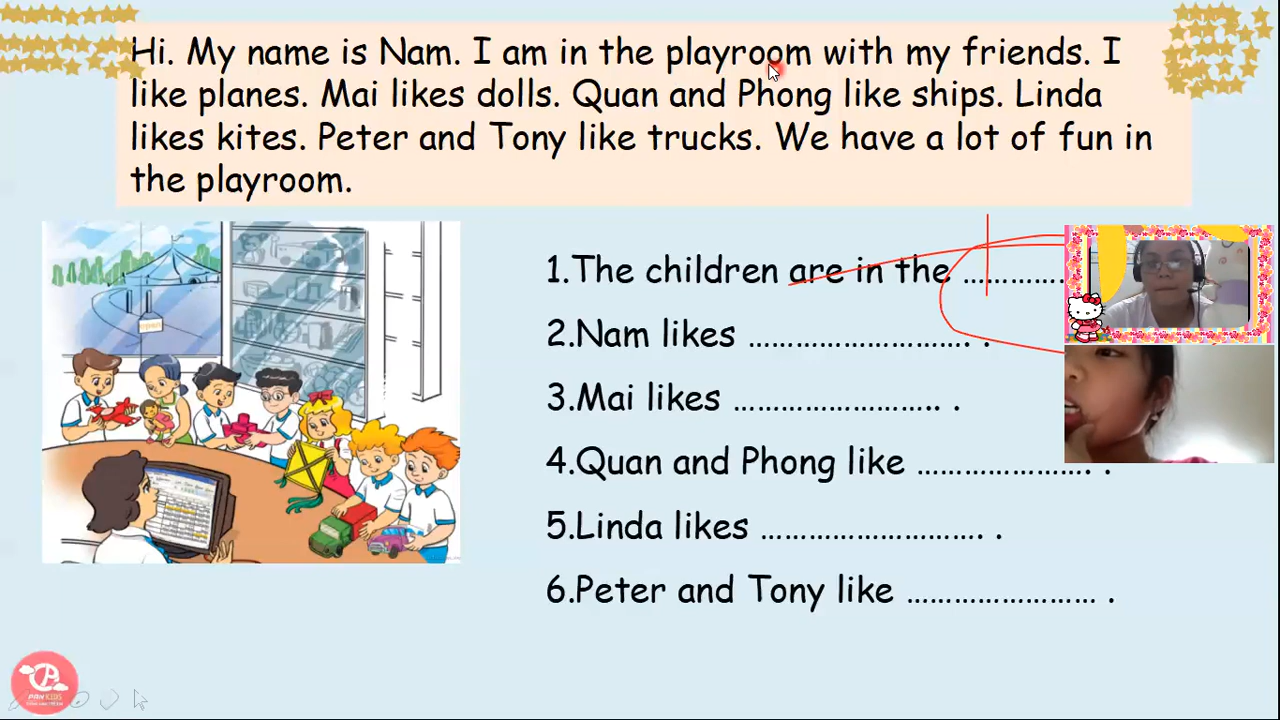 Hi. My name is Nam. I am in the playroom with my friends. I
like planes. Mai likes dolls. Quan and Phong like ships. Linda
likes kites. Peter and Tony like trucks. We have a lot of fun in
the playroom.
1.The children are in the ............
2.Nam likes ........................ .
3.Mai likes ...................... .
4.Quan and Phong like .................... .
5.Linda likes ........................ .
6.Peter and Tony like ........................ .
PAN KIDS